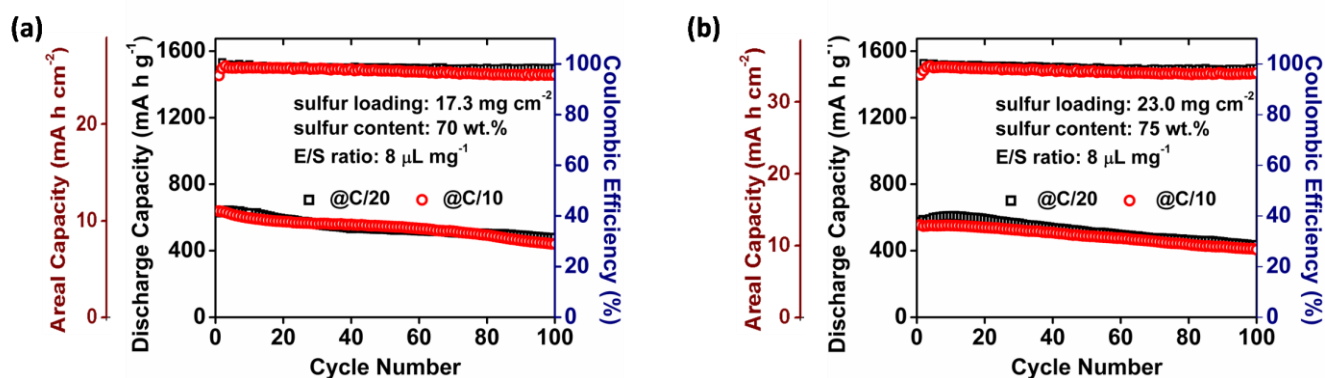 (a)
Areal Capacity (mA h cm⁻²)
20
10
0
Discharge Capacity (mA h g⁻¹)
1600
1200
800
400
0
sulfur loading: 17.3 mg cm⁻²
sulfur content: 70 wt.%
E/S ratio: 8 μL mg⁻¹
@C/20 @C/10
0 20 40 60 80 100
Cycle Number
100
80
60
40
20
0
Coulombic Efficiency (%)
(b)
Areal Capacity (mA h cm⁻²)
30
20
10
0
Discharge Capacity (mA h g⁻¹)
1600
1200
800
400
0
sulfur loading: 23.0 mg cm⁻²
sulfur content: 75 wt.%
E/S ratio: 8 μL mg⁻¹
@C/20 @C/10
0 20 40 60 80 100
Cycle Number
100
80
60
40
20
0
Coulombic Efficiency (%)